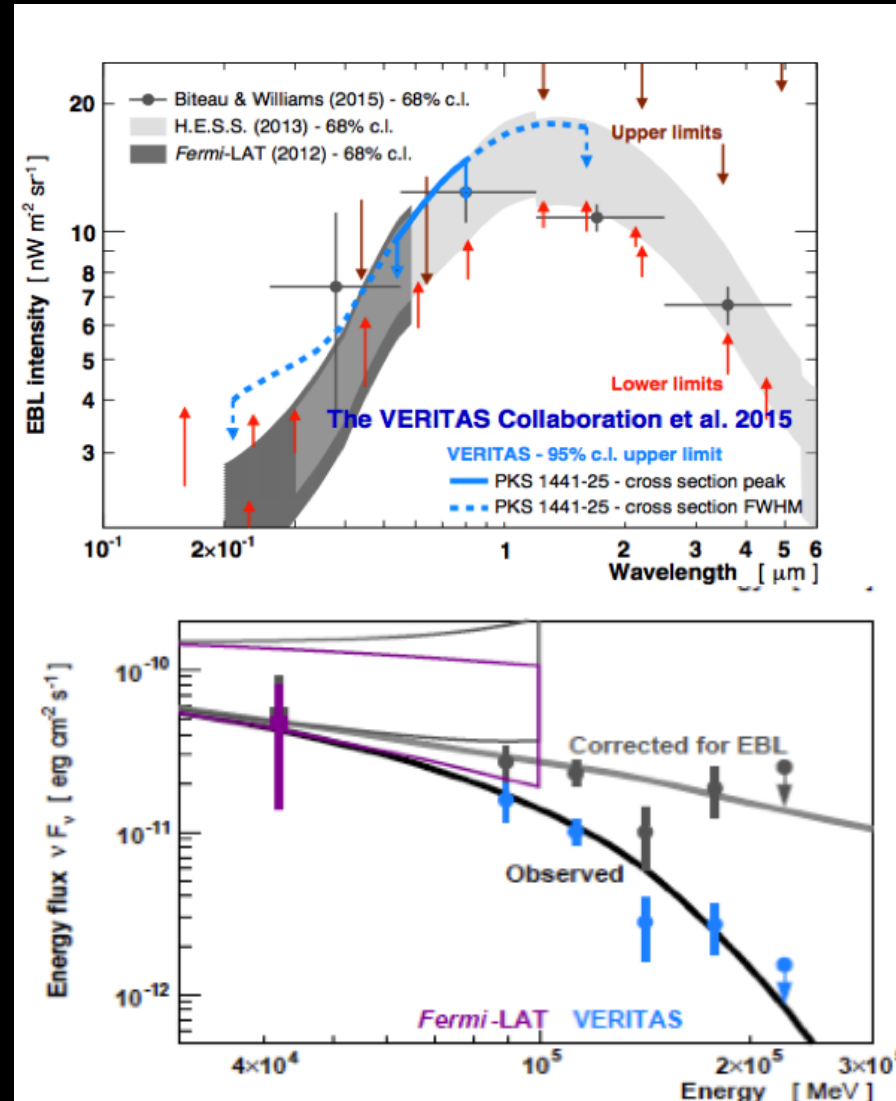 20
Biteau & Williams (2015) - 68% c.l.
H.E.S.S. (2013) - 68% c.l.
Fermi-LAT (2012) - 68% c.l.
Upper limits
EBL intensity [ nW m⁻² sr⁻¹ ]
10
8
7
6
5
4
3
Lower limits
The VERITAS Collaboration et al. 2015
VERITAS - 95% c.l. upper limit
PKS 1441-25 - cross section peak
PKS 1441-25 - cross section FWHM
10⁻¹ 2×10⁻¹ 1 2 3 4 5 6
Wavelength [ μm ]
Energy flux ν Fν [ erg cm⁻² s⁻¹ ]
10⁻¹⁰
Corrected for EBL
10⁻¹¹
Observed
10⁻¹²
Fermi-LAT VERITAS
4×10⁴ 10⁵ 2×10⁵
Energy [ MeV ]